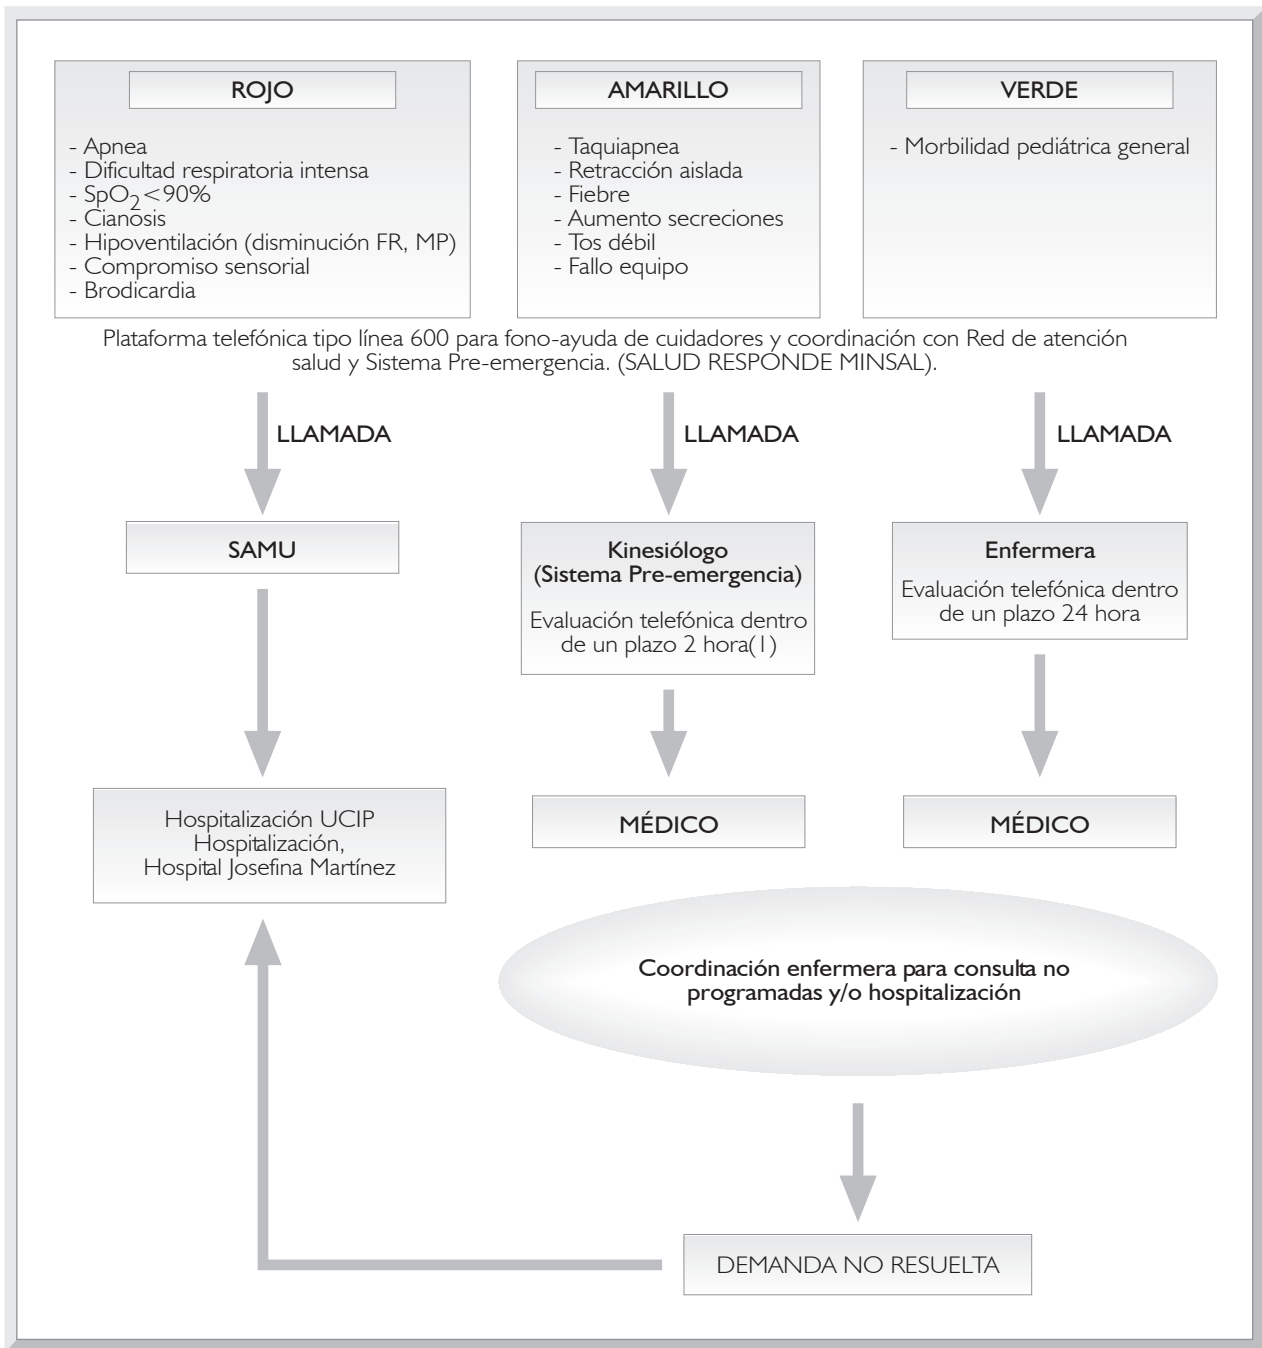 ROJO
- Apnea
- Dificultad respiratoria intensa
- SpO2<90%
- Cianosis
- Hipoventilación (disminución FR, MP)
- Compromiso sensorial
- Brodicardia
AMARILLO
- Taquiapnea
- Retracción aislada
- Fiebre
- Aumento secreciones
- Tos débil
- Fallo equipo
VERDE
- Morbilidad pediátrica general
Plataforma telefónica tipo línea 600 para fono-ayuda de cuidadores y coordinación con Red de atención
salud y Sistema Pre-emergencia. (SALUD RESPONDE MINSAL).
LLAMADA
LLAMADA
LLAMADA
SAMU
Kinesiólogo
(Sistema Pre-emergencia)
Evaluación telefónica dentro
de un plazo 2 hora(1)
Enfermera
Evaluación telefónica dentro
de un plazo 24 hora
Hospitalización UCIP
Hospitalización,
Hospital Josefina Martínez
MÉDICO
MÉDICO
Coordinación enfermera para consulta no
programadas y/o hospitalización
DEMANDA NO RESUELTA